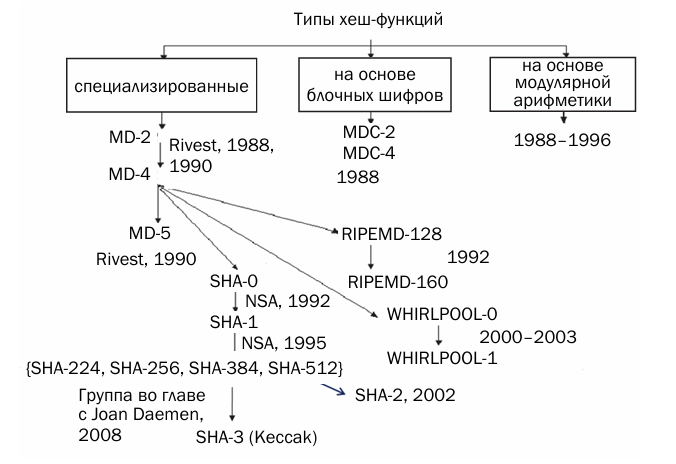 Типы хеш-функций
специализированные
на основе
блочных шифров
на основе
модулярной
арифметики
MD-2
Rivest, 1988,
1990
MD-4
MDC-2
MDC-4
1988
1988–1996
MD-5
Rivest, 1990
RIPEMD-128
1992
RIPEMD-160
SHA-0
NSA, 1992
SHA-1
NSA, 1995
WHIRLPOOL-0
2000–2003
WHIRLPOOL-1
{SHA-224, SHA-256, SHA-384, SHA-512}
SHA-2, 2002
Группа во главе
с Joan Daemen,
2008
SHA-3 (Keccak)